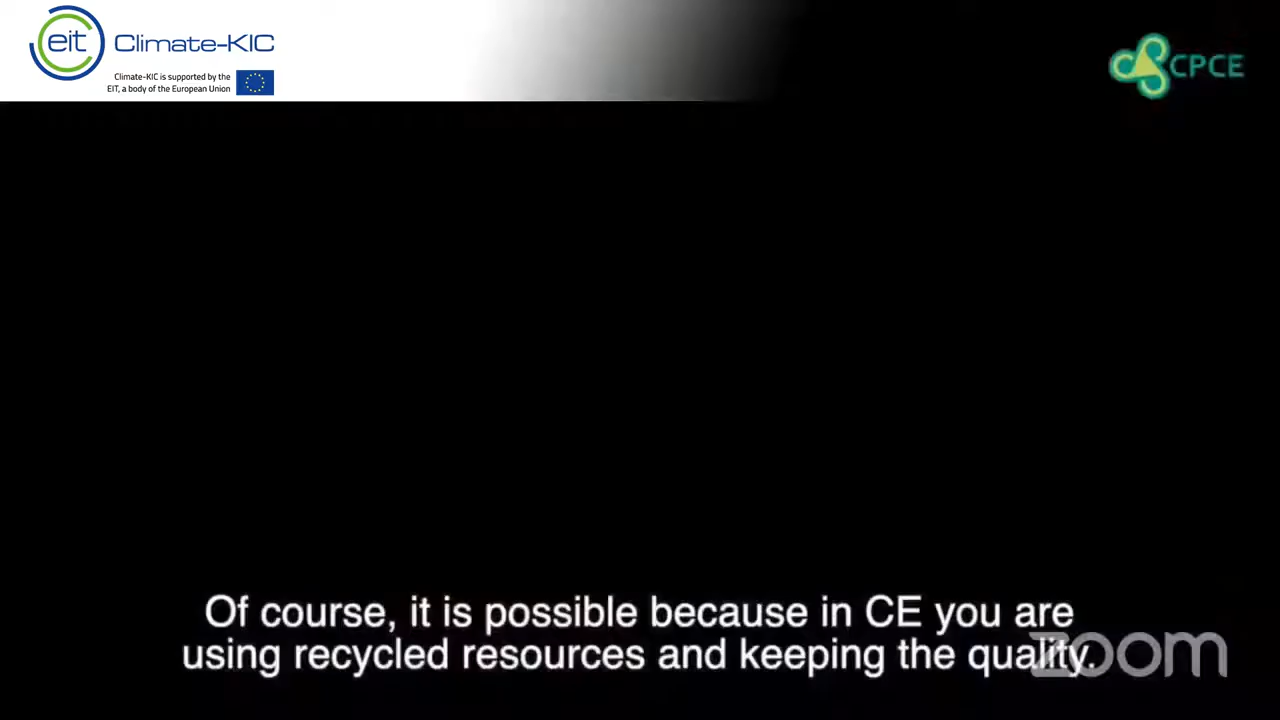 eit Climate-KIC
Climate-KIC is supported by the
EIT, a body of the European Union
CPCE
Of course, it is possible because in CE you are
using recycled resources and keeping the quality.
zoom